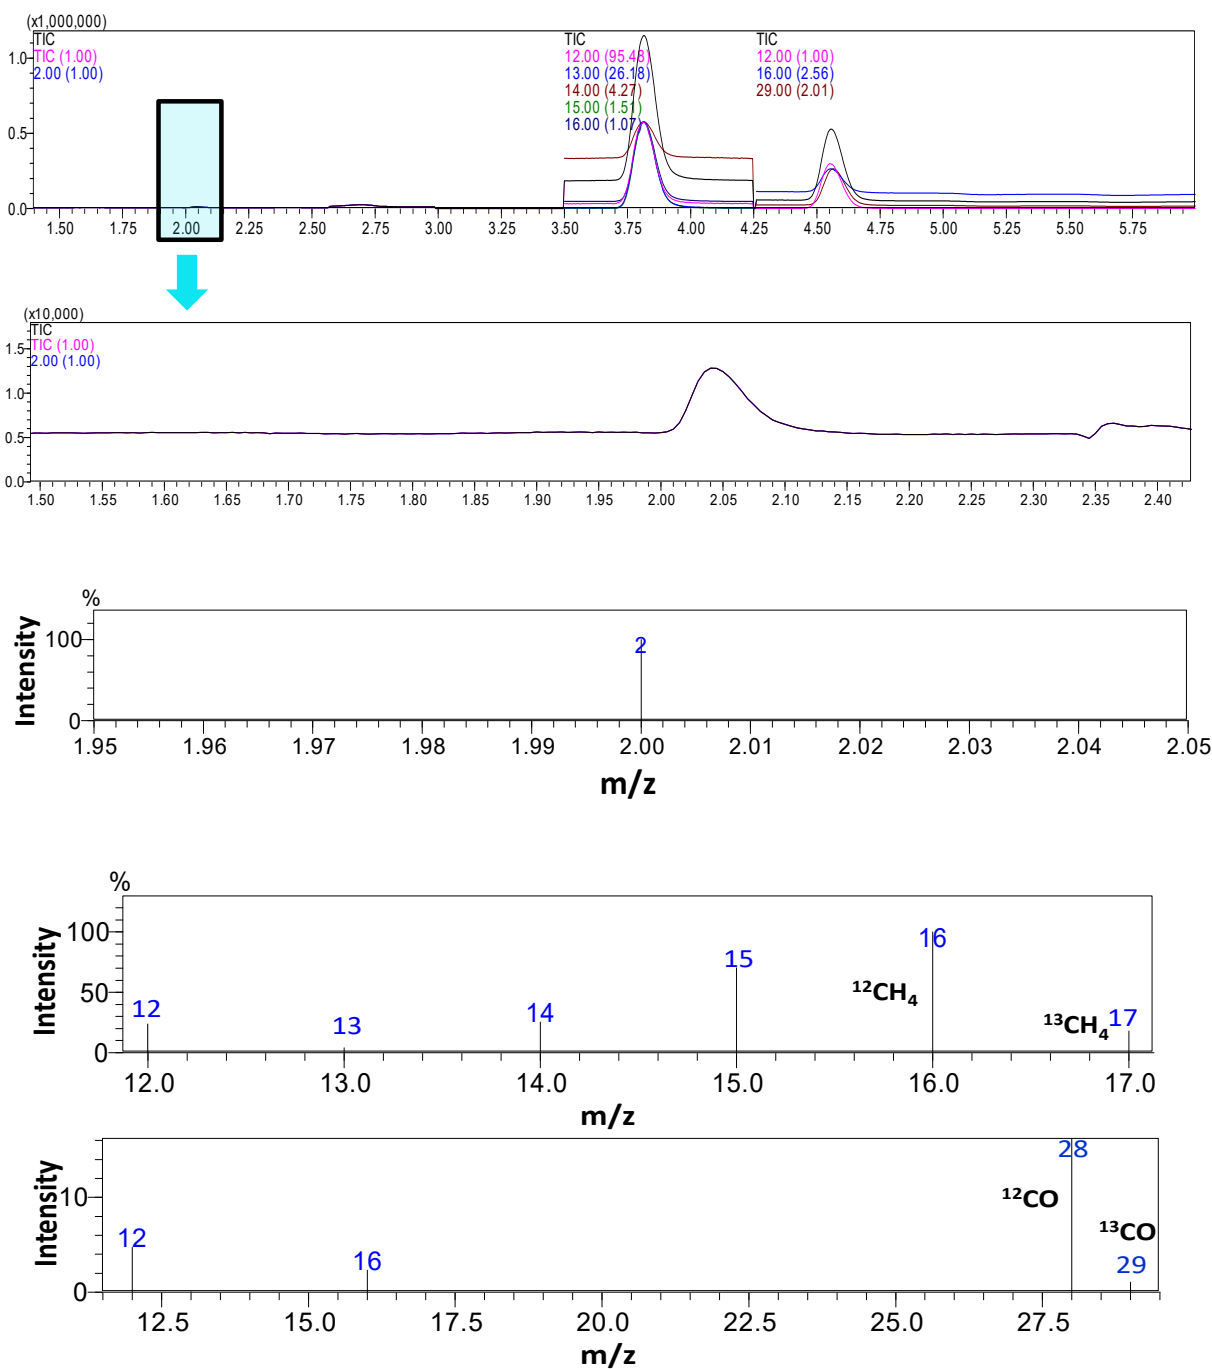 (x1,000,000)
TIC
TIC (1.00)
2.00 (1.00)
TIC
12.00 (95.48)
13.00 (26.18)
14.00 (4.27)
15.00 (1.51)
16.00 (1.07)
TIC
12.00 (1.00)
16.00 (2.56)
29.00 (2.01)
1.0
0.5
0.0
1.50 1.75 2.00 2.25 2.50 2.75 3.00 3.25 3.50 3.75 4.00 4.25 4.50 4.75 5.00 5.25 5.50 5.75
(x10,000)
TIC
TIC (1.00)
2.00 (1.00)
1.5
1.0
0.5
0.0
1.50 1.55 1.60 1.65 1.70 1.75 1.80 1.85 1.90 1.95 2.00 2.05 2.10 2.15 2.20 2.25 2.30 2.35 2.40
%
Intensity
100
0
2
1.95 1.96 1.97 1.98 1.99 2.00 2.01 2.02 2.03 2.04 2.05
m/z
%
Intensity
100
50
0
12 13 14 15 16 17
¹²CH₄
¹³CH₄
12.0 13.0 14.0 15.0 16.0 17.0
m/z
Intensity
10
0
12 16 28 29
¹²CO
¹³CO
12.5 15.0 17.5 20.0 22.5 25.0 27.5
m/z